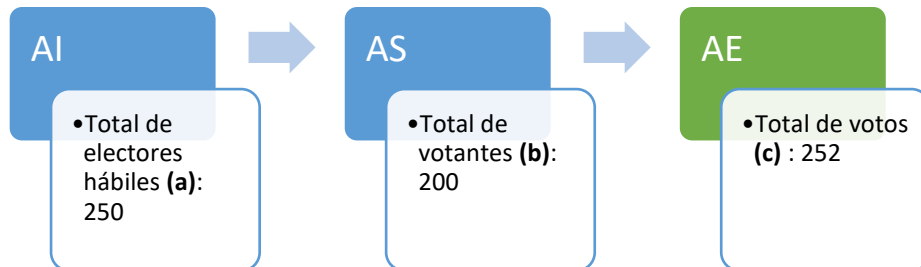 AI
•Total de
electores
hábiles (a):
250
AS
•Total de
votantes (b):
200
AE
•Total de votos
(c) : 252